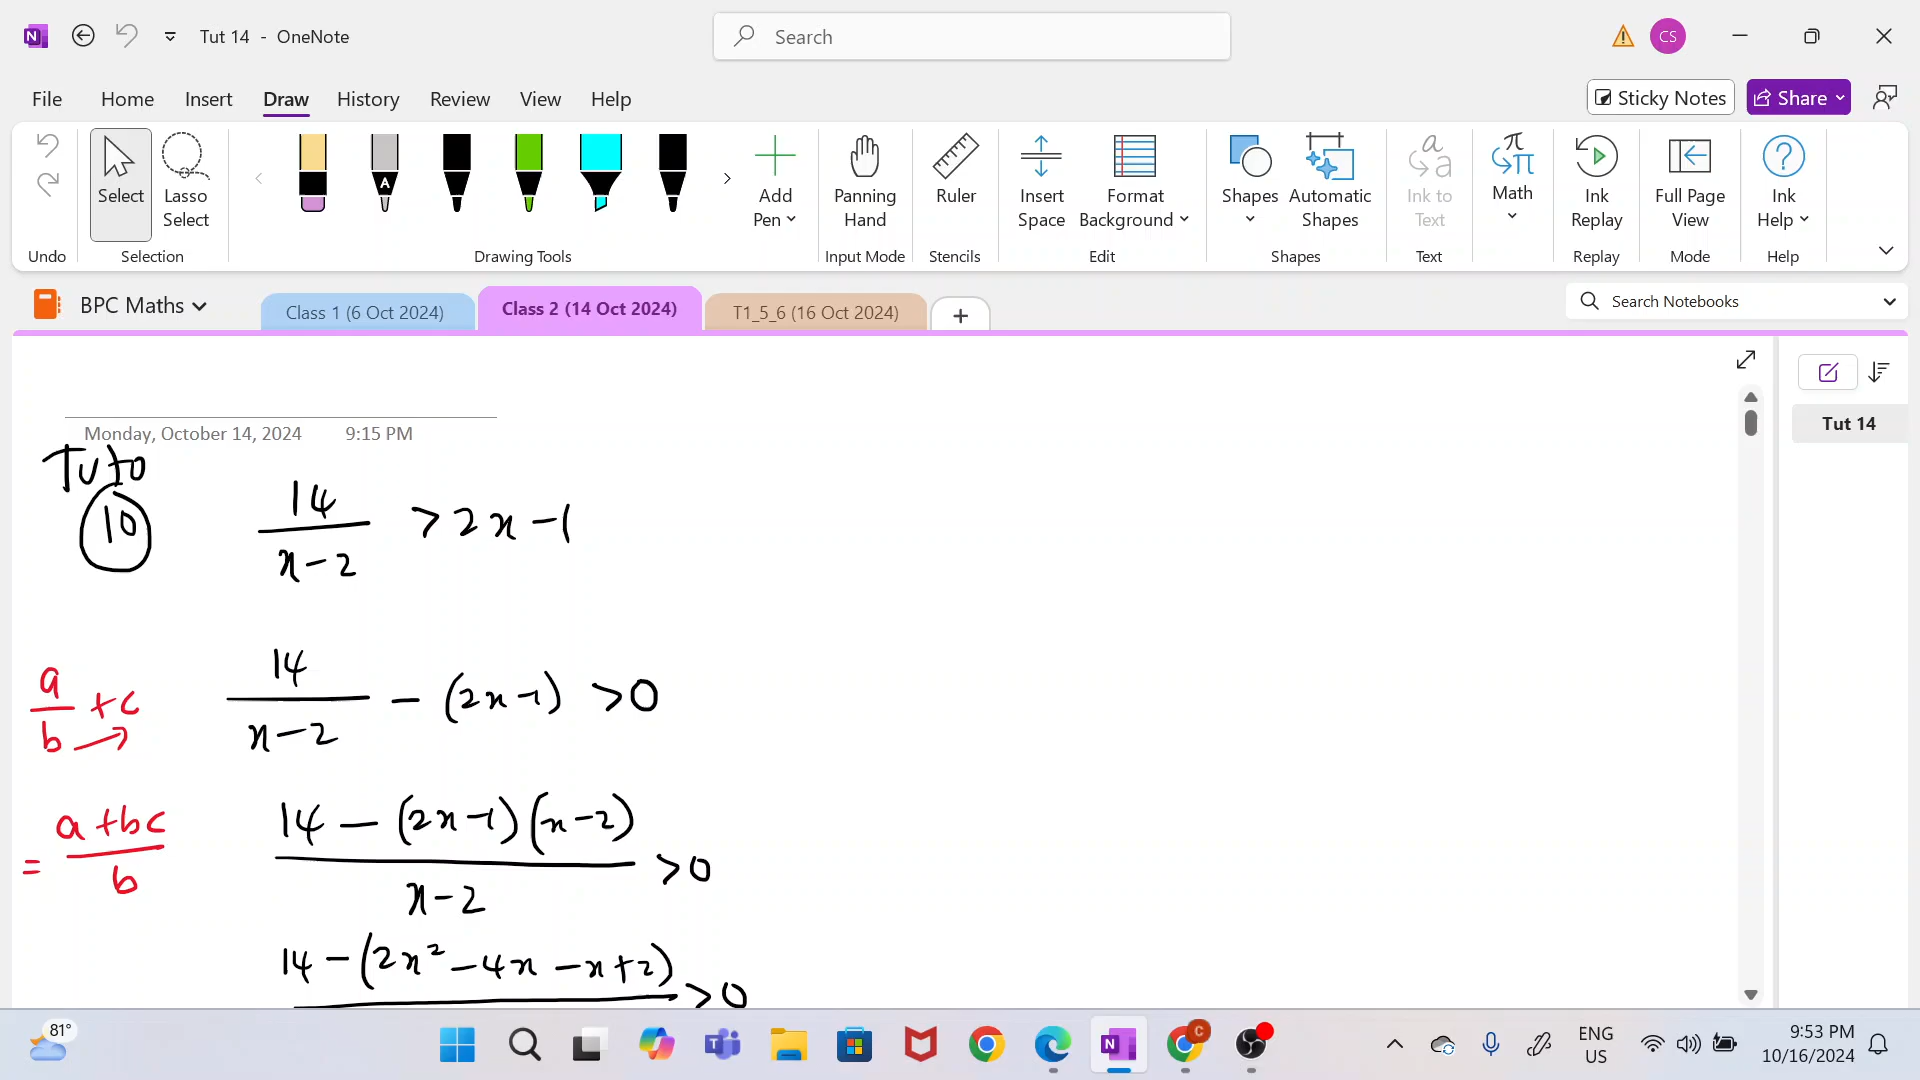 Tut 14 - OneNote
Search
CS
File Home Insert Draw History Review View Help
Sticky Notes Share
Select
Lasso Select
A
Add Pen
Panning Hand
Ruler
Insert Space
Format Background
Shapes
Automatic Shapes
a a
Ink to Text
π π
Math
Ink Replay
Full Page View
Ink Help
Undo Selection Drawing Tools Input Mode Stencils Edit Shapes Text Replay Mode Help
BPC Maths Class 1 (6 Oct 2024) Class 2 (14 Oct 2024) T1_5_6 (16 Oct 2024) + Search Notebooks
Tut 14
Monday, October 14, 2024 9:15 PM
Tuto
10
14
/ x-2 > 2x-1
14
/ x-2 - (2x-1) > 0
a
/ b + c
14 - (2x-1)(x-2)
/ x-2 > 0
= a + bc
/ b
14 - (2x² - 4x - x + 2) > 0
81°
ENG
US
9:53 PM
10/16/2024